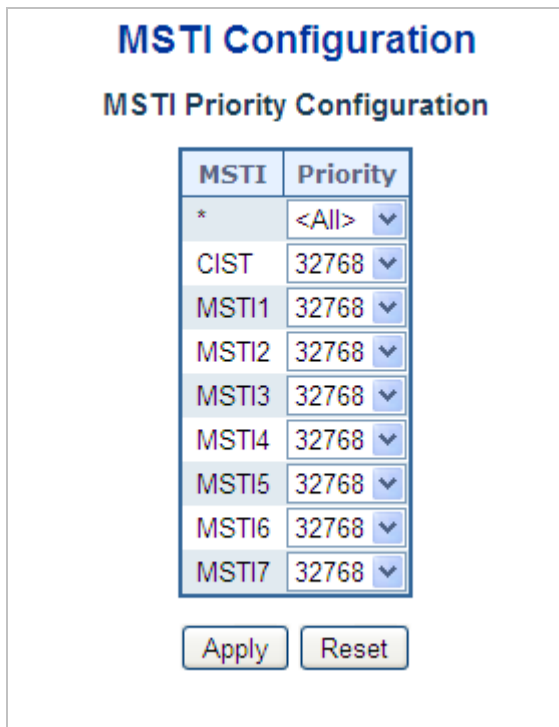 MSTI Configuration
MSTI Priority Configuration
MSTI Priority
* <All>
CIST 32768
MSTI1 32768
MSTI2 32768
MSTI3 32768
MSTI4 32768
MSTI5 32768
MSTI6 32768
MSTI7 32768
Apply Reset